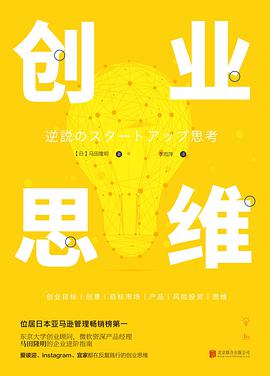 创业
逆説のスタートアップ思考
【日】马田隆明 著 李雨萍 译
思维
创业目标｜创意｜目标市场｜产品｜风险投资｜思维
位居日本亚马逊管理畅销榜第一
东京大学创业顾问，微软资深产品经理
马田隆明的企业进阶指南
爱彼迎、instagram、宜家都在反复践行的创业思维
北京联合出版公司